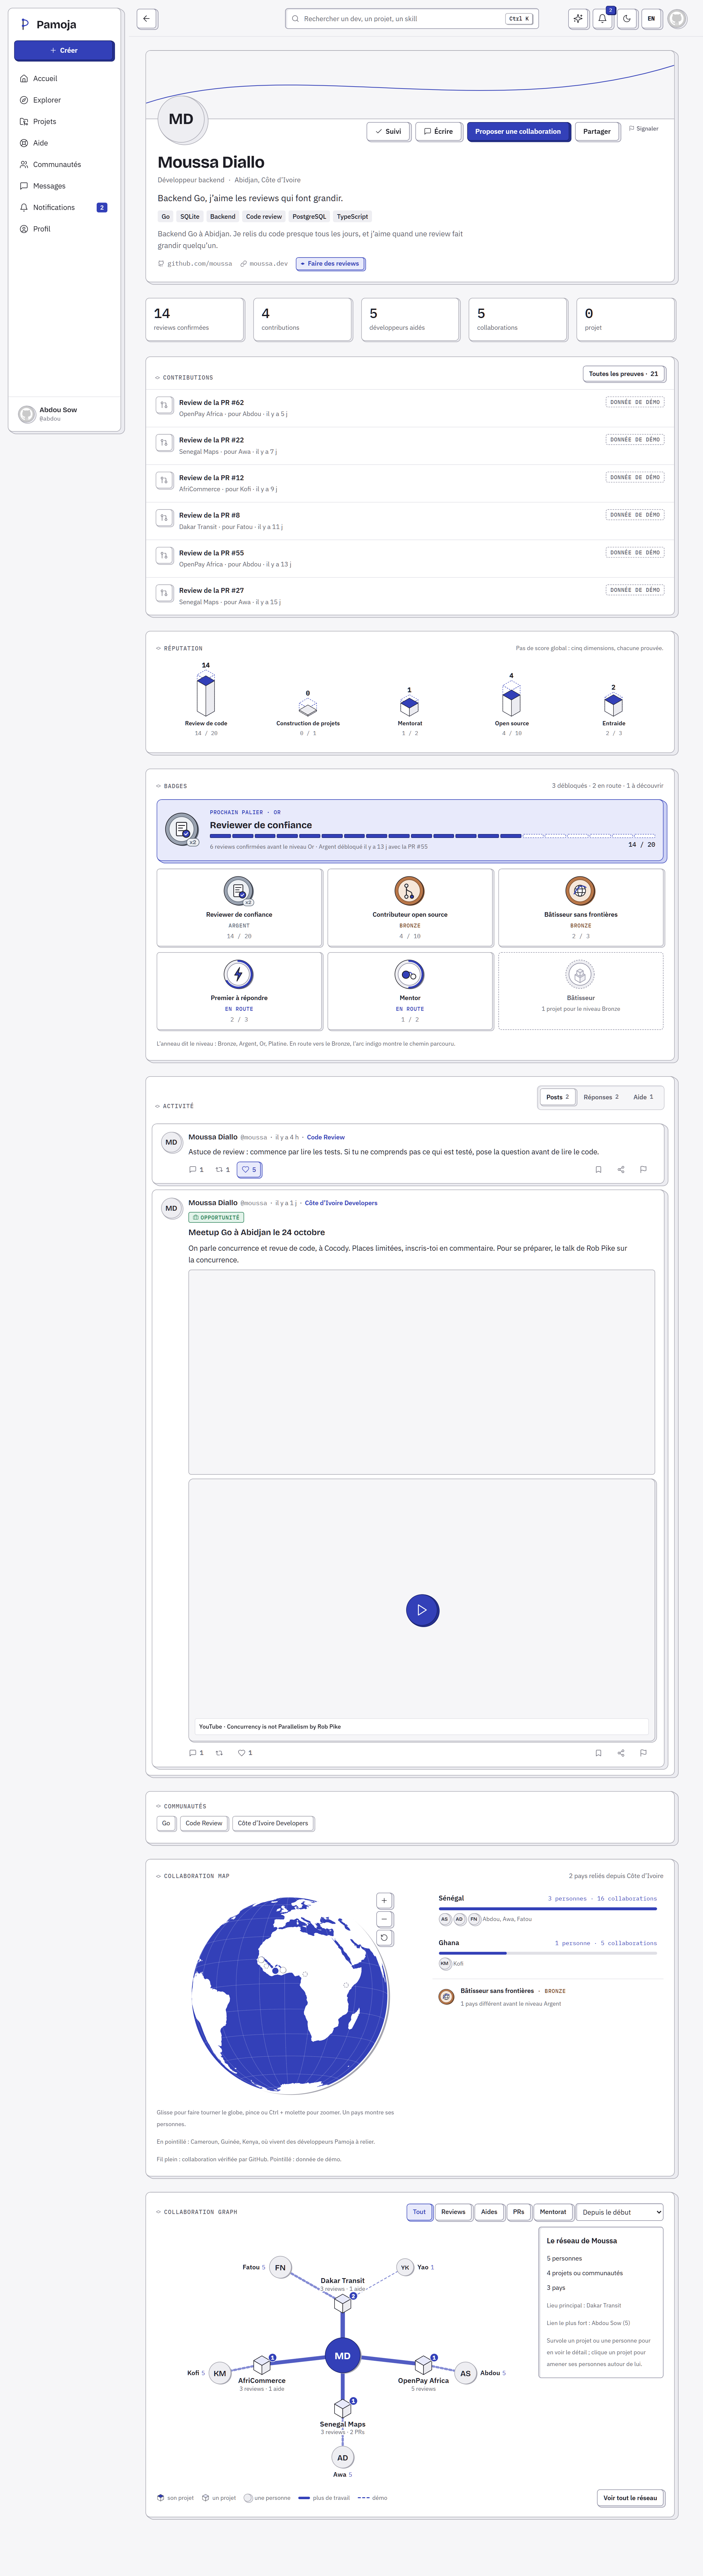 Pamoja
Créer
Accueil
Explorer
Projets
Aide
Communautés
Messages
Notifications 2
Profil
Abdou Sow
@abdou
Rechercher un dev, un projet, un skill
Ctrl K
2
EN
MD
Suivi
Écrire
Proposer une collaboration
Partager
Signaler
Moussa Diallo
Développeur backend · Abidjan, Côte d'Ivoire
Backend Go, j'aime les reviews qui font grandir.
Go SQLite Backend Code review PostgreSQL TypeScript
Backend Go à Abidjan. Je relis du code presque tous les jours, et j'aime quand une review fait
grandir quelqu'un.
github.com/moussa moussa.dev Faire des reviews
14
reviews confirmées
4
contributions
5
développeurs aidés
5
collaborations
0
projet
CONTRIBUTIONS
Toutes les preuves · 21
Review de la PR #62
OpenPay Africa · pour Abdou · il y a 5 j
DONNÉE DE DÉMO
Review de la PR #22
Senegal Maps · pour Awa · il y a 7 j
DONNÉE DE DÉMO
Review de la PR #12
AfriCommerce · pour Kofi · il y a 9 j
DONNÉE DE DÉMO
Review de la PR #8
Dakar Transit · pour Fatou · il y a 11 j
DONNÉE DE DÉMO
Review de la PR #55
OpenPay Africa · pour Abdou · il y a 13 j
DONNÉE DE DÉMO
Review de la PR #27
Senegal Maps · pour Awa · il y a 15 j
DONNÉE DE DÉMO
RÉPUTATION
Pas de score global : cinq dimensions, chacune prouvée.
14
Review de code
14 / 20
0
Construction de projets
0 / 1
1
Mentorat
1 / 2
4
Open source
4 / 10
2
Entraide
2 / 3
BADGES
3 débloqués · 2 en route · 1 à découvrir
x2
PROCHAIN PALIER · OR
Reviewer de confiance
6 reviews confirmées avant le niveau Or · Argent débloqué il y a 13 j avec la PR #55
14 / 20
x2
Reviewer de confiance
ARGENT
14 / 20
Contributeur open source
BRONZE
4 / 10
Bâtisseur sans frontières
BRONZE
2 / 3
Premier à répondre
EN ROUTE
2 / 3
Mentor
EN ROUTE
1 / 2
Bâtisseur
1 projet pour le niveau Bronze
L'anneau dit le niveau : Bronze, Argent, Or, Platine. En route vers le Bronze, l'arc indigo montre le chemin parcouru.
ACTIVITÉ
Posts 2
Réponses 2
Aide 1
MD
Moussa Diallo @moussa · il y a 4 h · Code Review
Astuce de review : commence par lire les tests. Si tu ne comprends pas ce qui est testé, pose la question avant de lire le code.
1 1 5
MD
Moussa Diallo @moussa · il y a 1 j · Côte d'Ivoire Developers
OPPORTUNITÉ
Meetup Go à Abidjan le 24 octobre
On parle concurrence et revue de code, à Cocody. Places limitées, inscris-toi en commentaire. Pour se préparer, le talk de Rob Pike sur
la concurrence.
YouTube · Concurrency is not Parallelism by Rob Pike
1 1
COMMUNAUTÉS
Go
Code Review
Côte d'Ivoire Developers
COLLABORATION MAP
2 pays reliés depuis Côte d'Ivoire
+
−
Sénégal
3 personnes · 16 collaborations
AS AD FN Abdou, Awa, Fatou
Ghana
1 personne · 5 collaborations
KM Kofi
Bâtisseur sans frontières · BRONZE
1 pays différent avant le niveau Argent
Glisse pour faire tourner le globe, pince ou Ctrl + molette pour zoomer. Un pays montre ses
personnes.
En pointillé : Cameroun, Guinée, Kenya, où vivent des développeurs Pamoja à relier.
Fil plein : collaboration vérifiée par GitHub. Pointillé : donnée de démo.
COLLABORATION GRAPH
Tout
Reviews
Aides
PRs
Mentorat
Depuis le début
Fatou 5
FN
YK
Yao 1
Dakar Transit
3 reviews · 1 aide
2
MD
Kofi 5
KM
1
AfriCommerce
3 reviews · 1 aide
1
OpenPay Africa
5 reviews
AS
Abdou 5
1
Senegal Maps
3 reviews · 2 PRs
AD
Awa 5
Le réseau de Moussa
5 personnes
4 projets ou communautés
3 pays
Lieu principal : Dakar Transit
Lien le plus fort : Abdou Sow (5)
Survole un projet ou une personne pour
en voir le détail ; clique un projet pour
amener ses personnes autour de lui.
son projet
un projet
une personne
plus de travail
démo
Voir tout le réseau